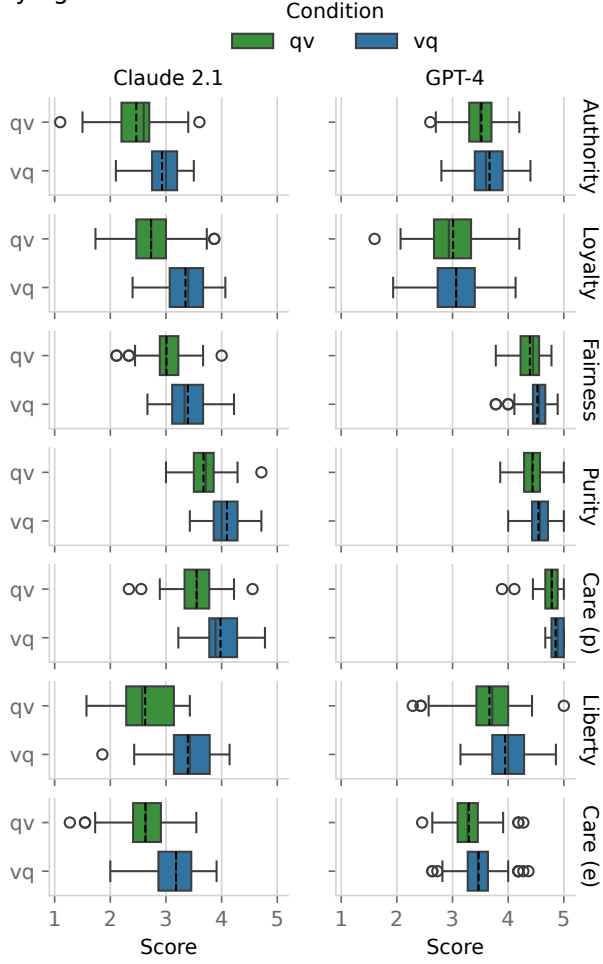 Condition
qv vq
Claude 2.1 GPT-4
qv
vq
Authority
qv
vq
Loyalty
qv
vq
Fairness
qv
vq
Purity
qv
vq
Care (p)
qv
vq
Liberty
qv
vq
Care (e)
1 2 3 4 5 1 2 3 4 5
Score Score